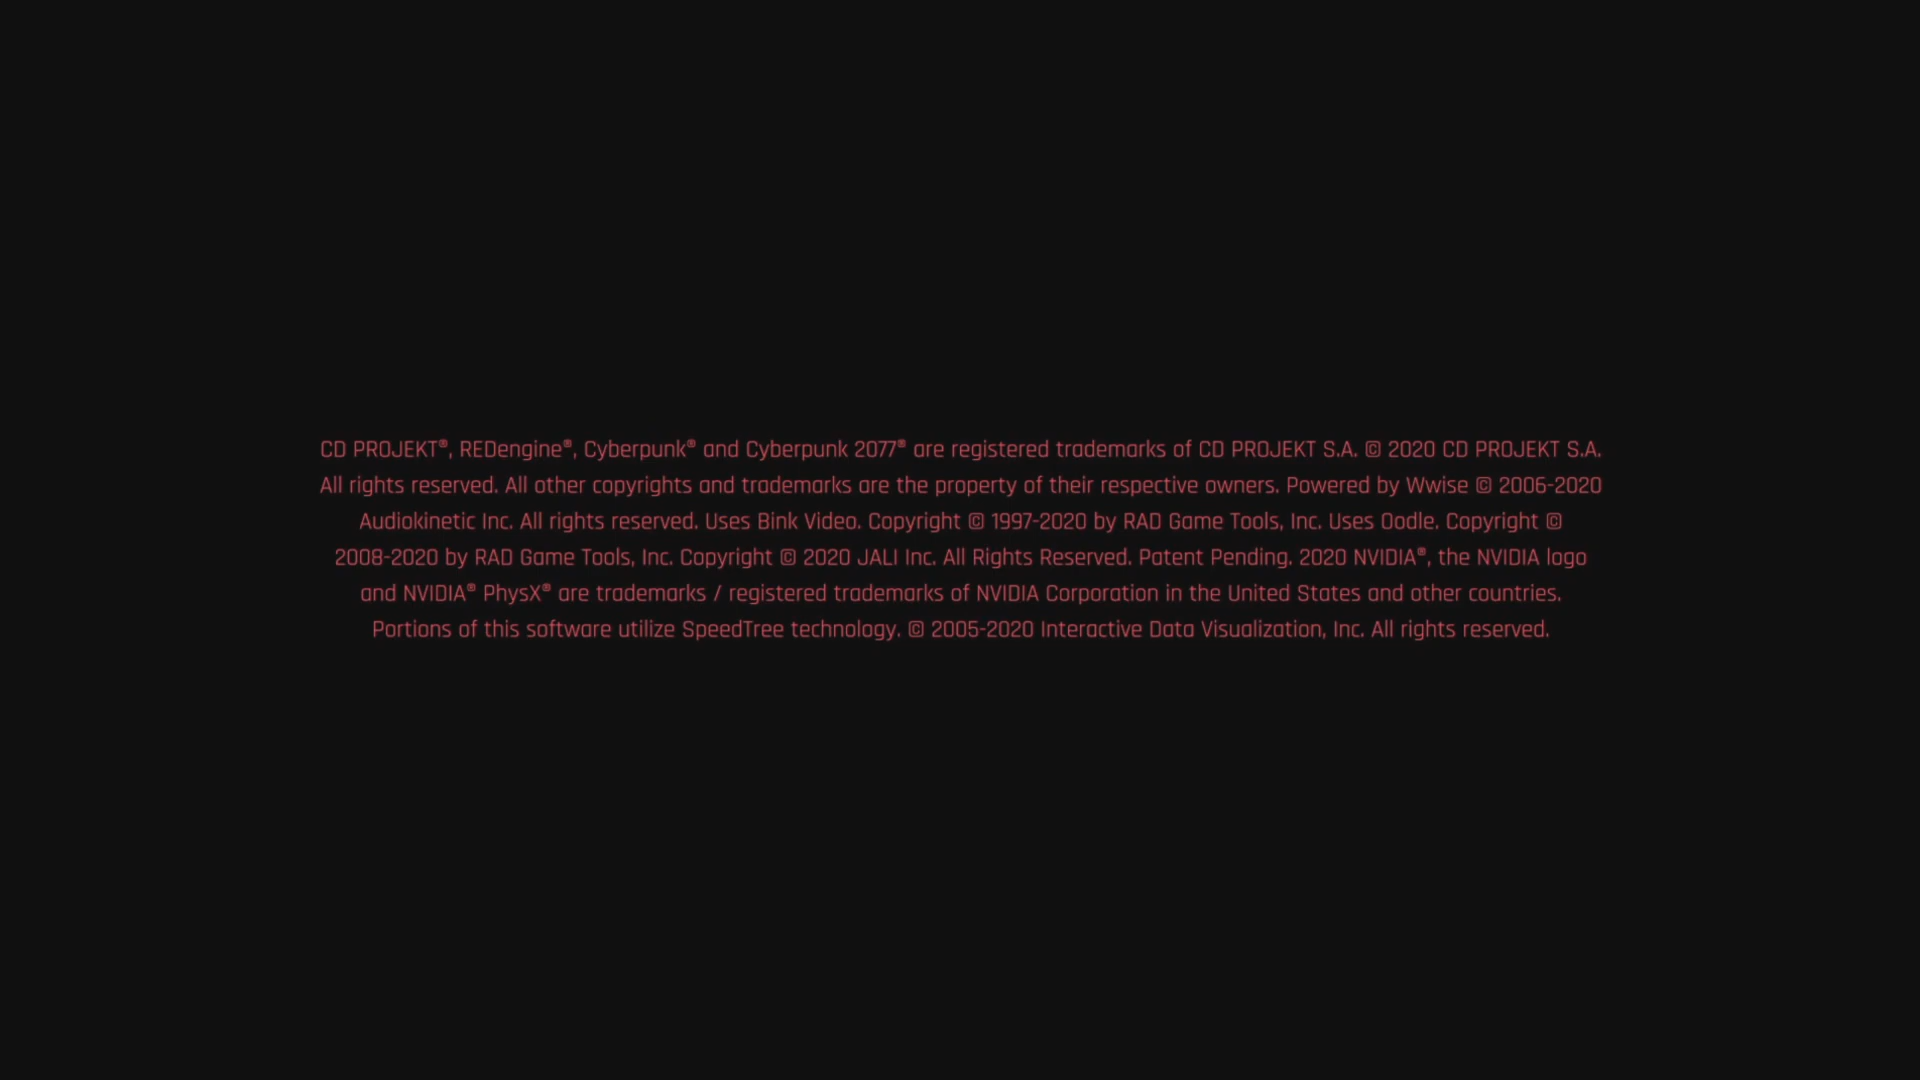 CD PROJEKT®, REDengine®, Cyberpunk® and Cyberpunk 2077® are registered trademarks of CD PROJEKT S.A. © 2020 CD PROJEKT S.A.
All rights reserved. All other copyrights and trademarks are the property of their respective owners. Powered by Wwise © 2006-2020
Audiokinetic Inc. All rights reserved. Uses Bink Video. Copyright © 1997-2020 by RAD Game Tools, Inc. Uses Oodle. Copyright ©
2008-2020 by RAD Game Tools, Inc. Copyright © 2020 JALI Inc. All Rights Reserved. Patent Pending. 2020 NVIDIA®, the NVIDIA logo
and NVIDIA® PhysX® are trademarks / registered trademarks of NVIDIA Corporation in the United States and other countries.
Portions of this software utilize SpeedTree technology. © 2005-2020 Interactive Data Visualization, Inc. All rights reserved.